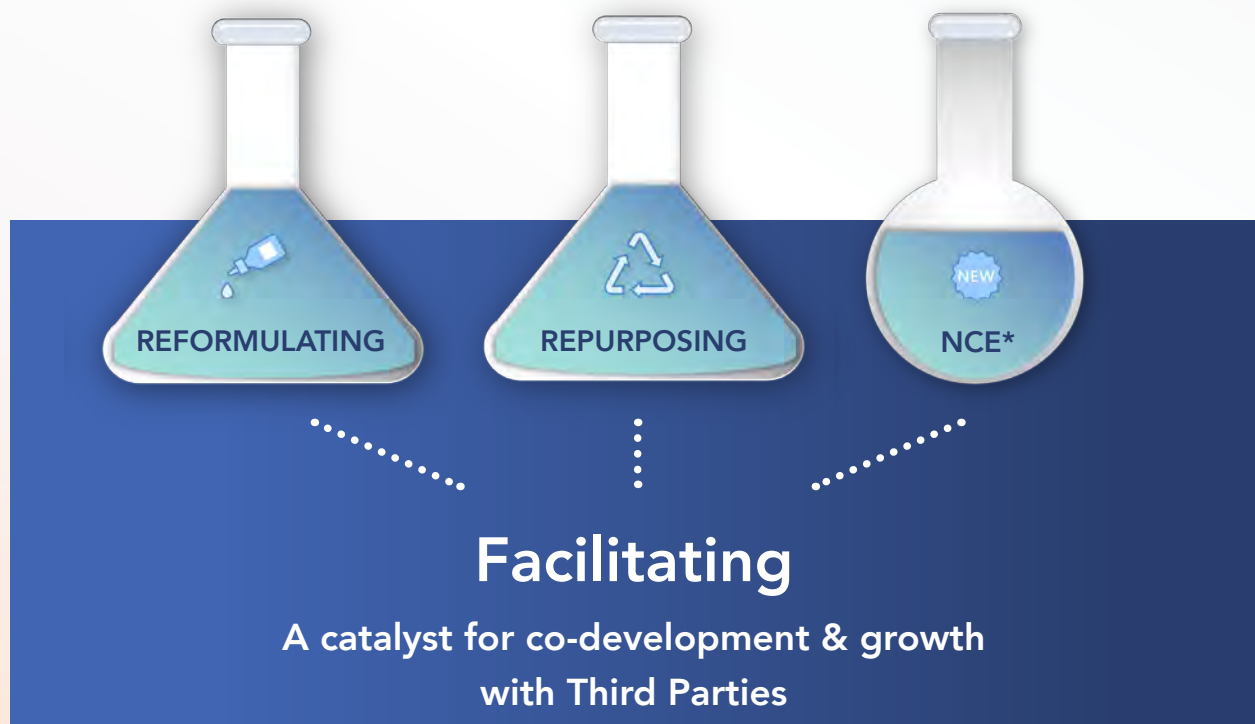 REFORMULATING
REPURPOSING
NEW
NCE*
Facilitating
A catalyst for co-development & growth
with Third Parties